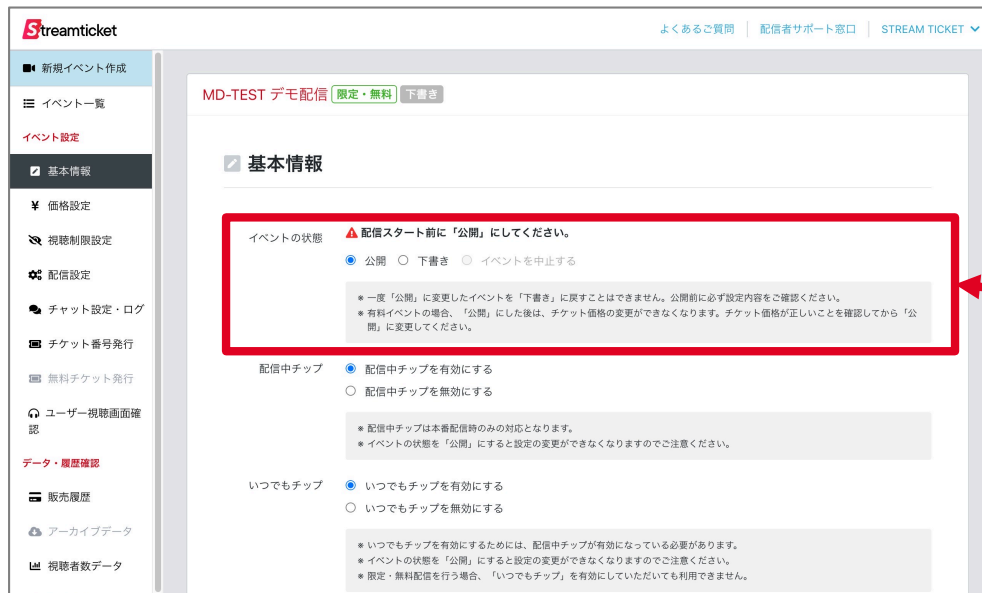 Streamticket
よくあるご質問
配信者サポート窓口
STREAM TICKET
新規イベント作成
イベント一覧
イベント設定
基本情報
価格設定
視聴制限設定
配信設定
チャット設定・ログ
チケット番号発行
無料チケット発行
ユーザー視聴画面確
認
データ・履歴確認
販売履歴
アーカイブデータ
視聴者数データ
MD-TEST デモ配信 限定・無料 下書き
基本情報
イベントの状態
配信スタート前に「公開」にしてください。
公開 下書き イベントを中止する
※ 一度「公開」に変更したイベントを「下書き」に戻すことはできません。公開前に必ず設定内容をご確認ください。
※ 有料イベントの場合、「公開」にした後は、チケット価格の変更ができなくなります。チケット価格が正しいことを確認してから「公
開」に変更してください。
配信中チップ
配信中チップを有効にする
配信中チップを無効にする
※ 配信中チップは本番配信時のみの対応となります。
※ イベントの状態を「公開」にすると設定の変更ができなくなりますのでご注意ください。
いつでもチップ
いつでもチップを有効にする
いつでもチップを無効にする
※ いつでもチップを有効にするためには、配信中チップが有効になっている必要があります。
※ イベントの状態を「公開」にすると設定の変更ができなくなりますのでご注意ください。
※ 限定・無料配信を行う場合、「いつでもチップ」を有効にしていただいても利用できません。